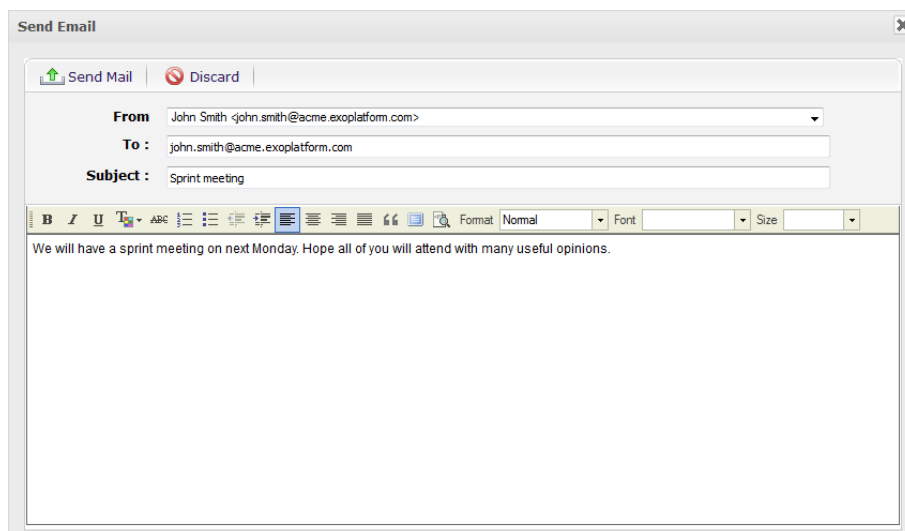 Send Email
Send Mail Discard
From John Smith <john.smith@acme.exoplatform.com>
To : john.smith@acme.exoplatform.com
Subject : Sprint meeting
B I U T ABC Format Normal Font Size
We will have a sprint meeting on next Monday. Hope all of you will attend with many useful opinions.